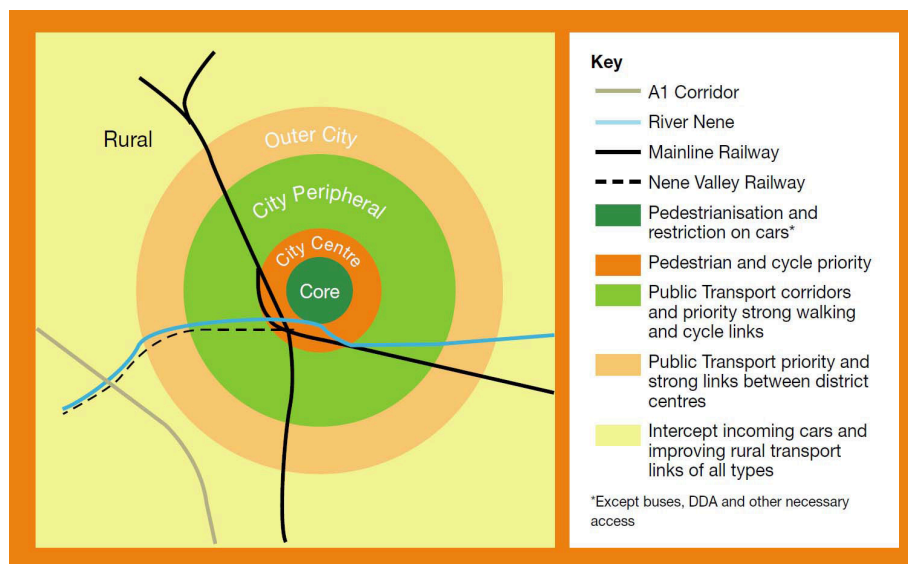 Rural
Outer City
City Peripheral
City Centre
Core
Key
A1 Corridor
River Nene
Mainline Railway
Nene Valley Railway
Pedestrianisation and
restriction on cars*
Pedestrian and cycle priority
Public Transport corridors
and priority strong walking
and cycle links
Public Transport priority and
strong links between district
centres
Intercept incoming cars and
improving rural transport
links of all types
*Except buses, DDA and other necessary
access